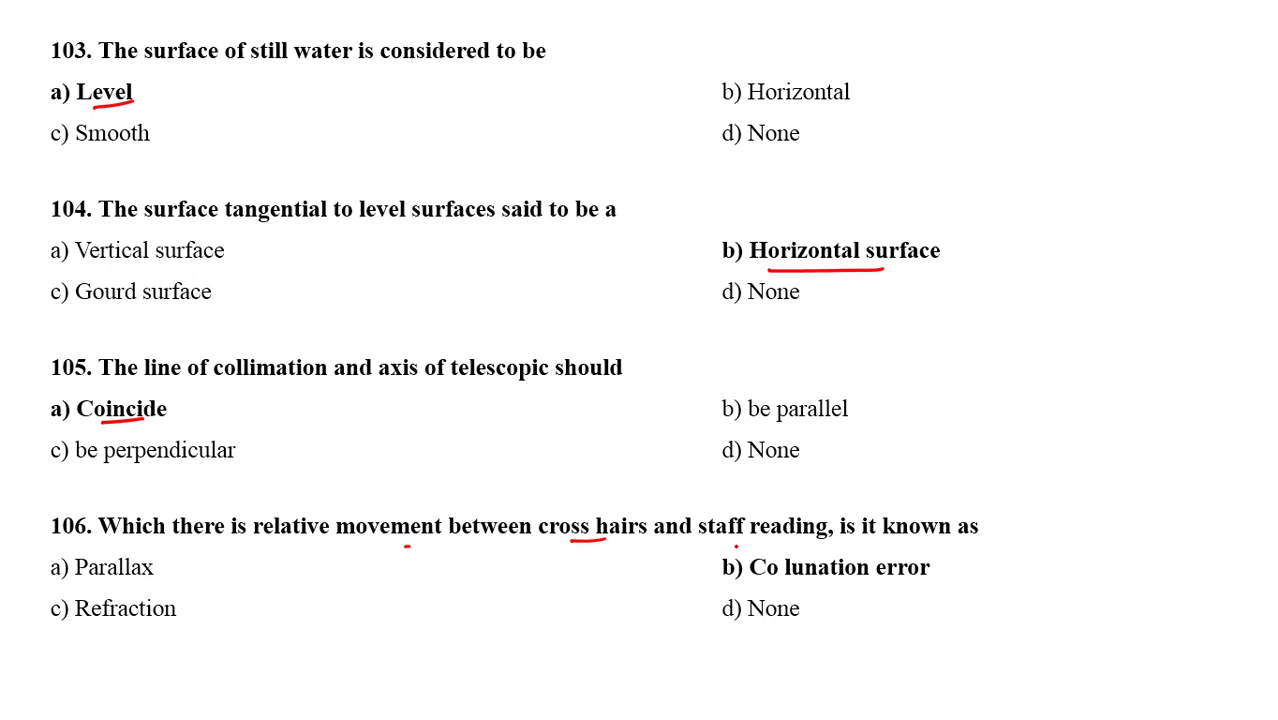 103. The surface of still water is considered to be
a) Level b) Horizontal
c) Smooth d) None
104. The surface tangential to level surfaces said to be a
a) Vertical surface b) Horizontal surface
c) Gourd surface d) None
105. The line of collimation and axis of telescopic should
a) Coincide b) be parallel
c) be perpendicular d) None
106. Which there is relative movement between cross hairs and staff reading, is it known as
a) Parallax b) Co lunation error
c) Refraction d) None